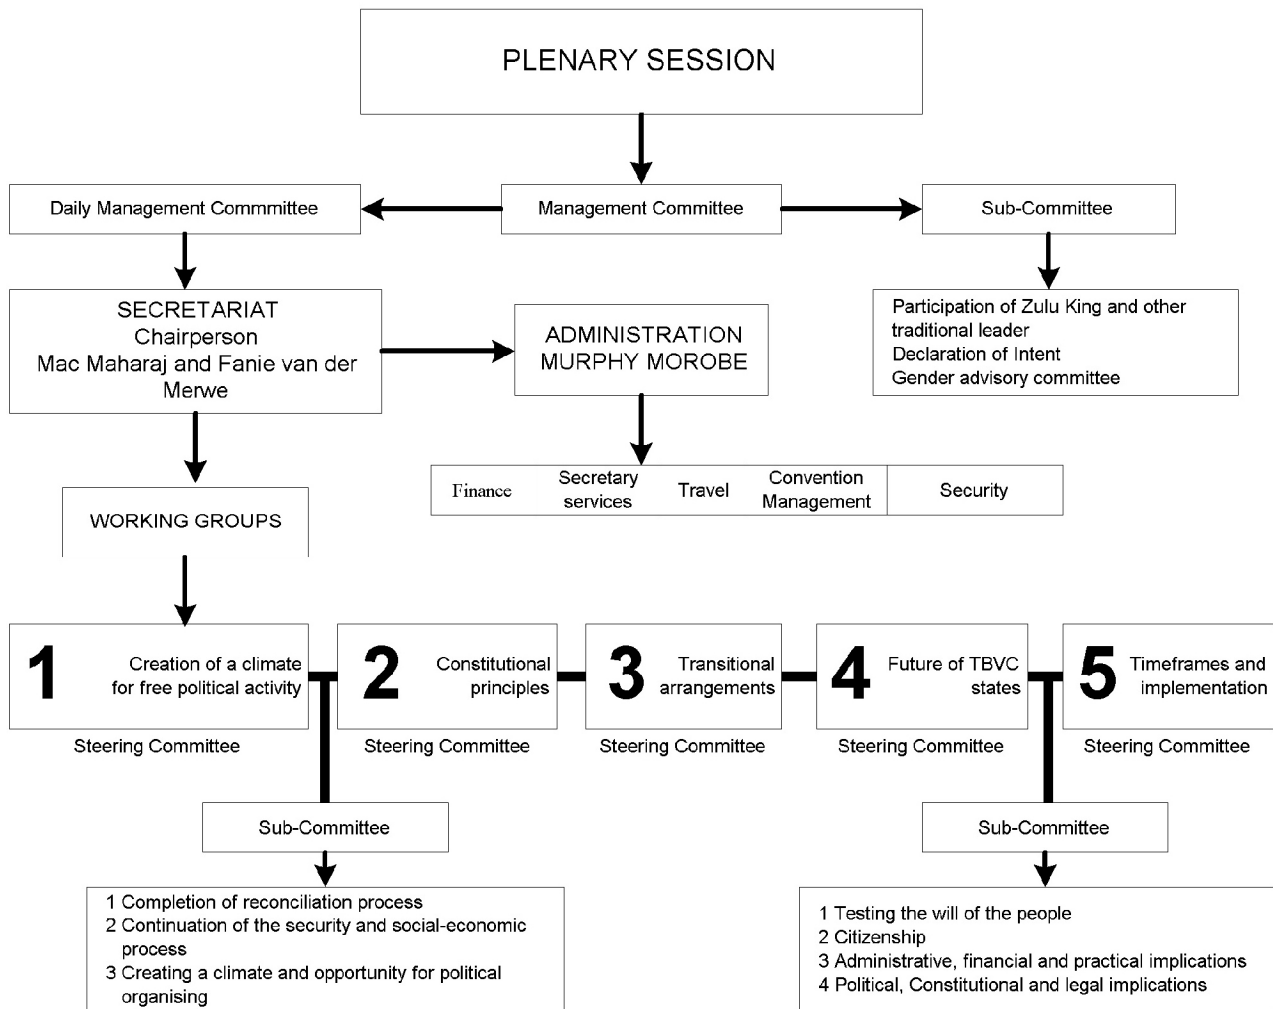 PLENARY SESSION
Daily Management Commmittee
Management Committee
Sub-Committee
SECRETARIAT
Chairperson
Mac Maharaj and Fanie van der
Merwe
ADMINISTRATION
MURPHY MOROBE
Participation of Zulu King and other
traditional leader
Declaration of Intent
Gender advisory committee
Finance
Secretary
services
Travel
Convention
Management
Security
WORKING GROUPS
1
Creation of a climate
for free political activity
2
Constitutional
principles
3
Transitional
arrangements
4
Future of TBVC
states
5
Timeframes and
implementation
Steering Committee
Steering Committee
Steering Committee
Steering Committee
Steering Committee
Sub-Committee
1 Completion of reconciliation process
2 Continuation of the security and social-economic
process
3 Creating a climate and opportunity for political
organising
Sub-Committee
1 Testing the will of the people
2 Citizenship
3 Administrative, financial and practical implications
4 Political, Constitutional and legal implications